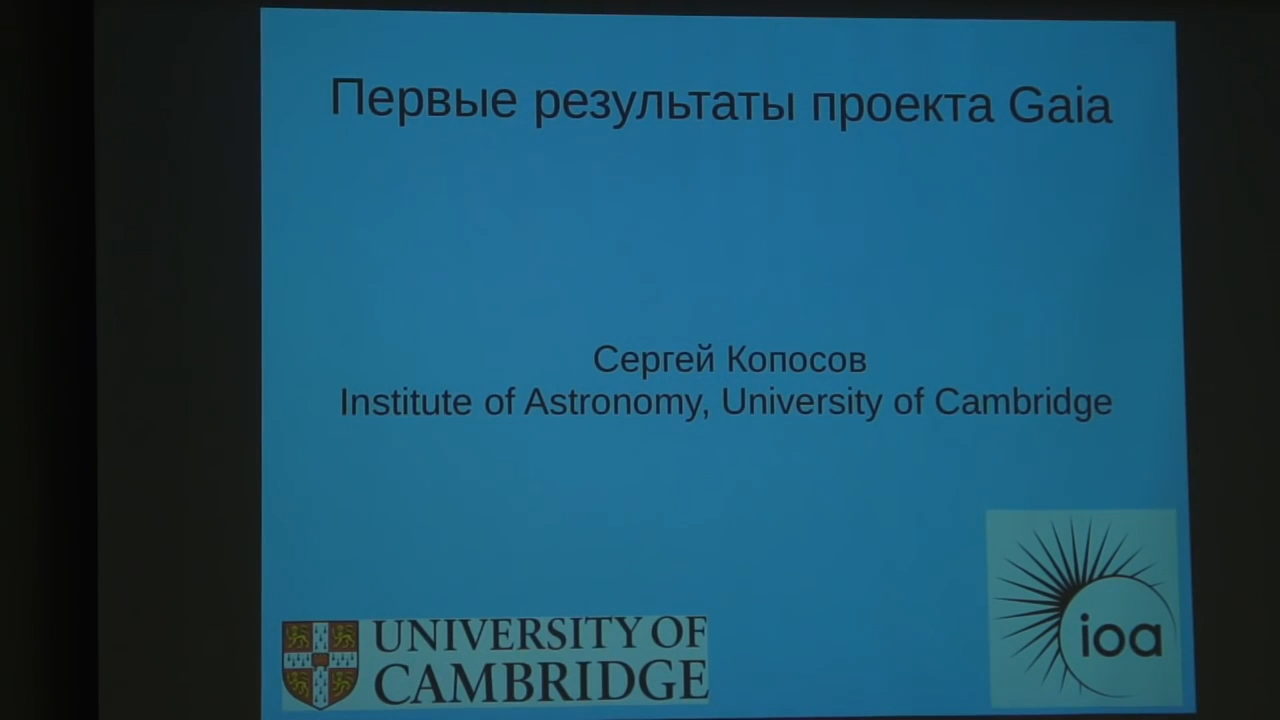 Первые результаты проекта Gaia
Сергей Копосов
Institute of Astronomy, University of Cambridge
UNIVERSITY OF
CAMBRIDGE
ioa